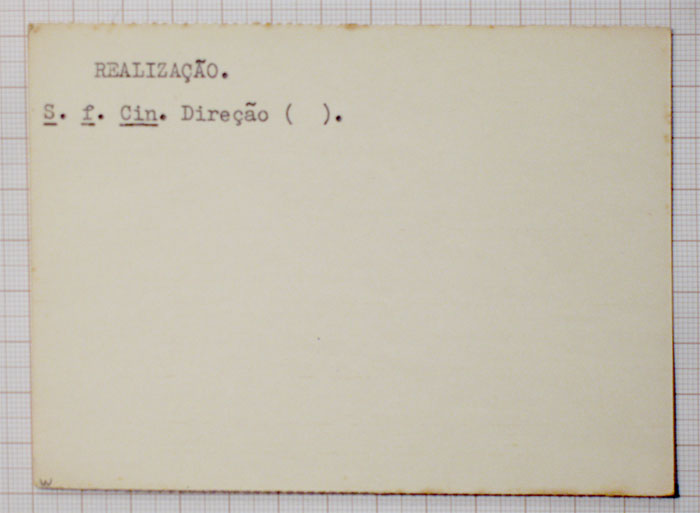 REALIZAÇÃO.
S. f. Cin. Direção ( ).
w